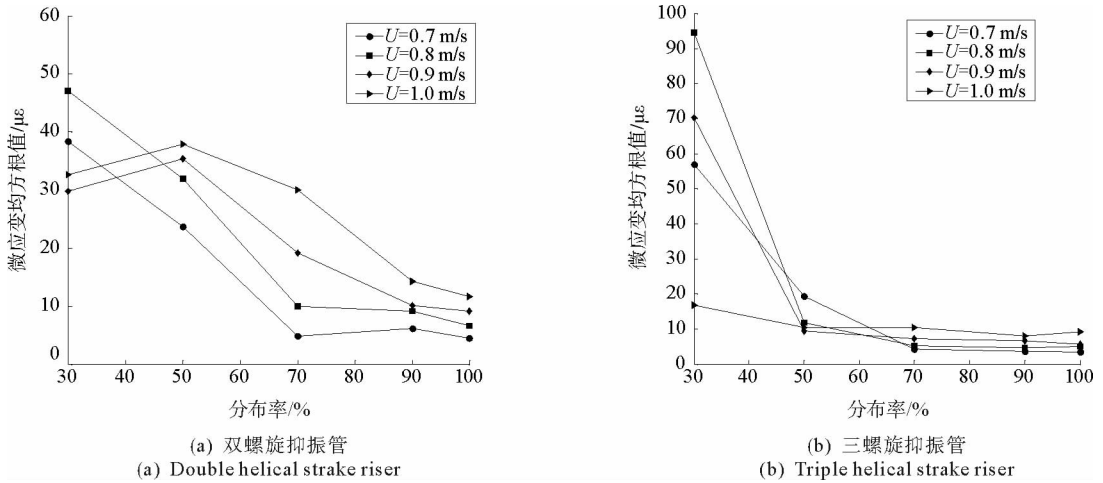 60
50
40
30
20
10
0
微应变均方根值/με
30 40 50 60 70 80 90 100
分布率/%
U=0.7 m/s
U=0.8 m/s
U=0.9 m/s
U=1.0 m/s
(a) 双螺旋抑振管
(a) Double helical strake riser
100
90
80
70
60
50
40
30
20
10
0
微应变均方根值/με
30 40 50 60 70 80 90 100
分布率/%
U=0.7 m/s
U=0.8 m/s
U=0.9 m/s
U=1.0 m/s
(b) 三螺旋抑振管
(b) Triple helical strake riser